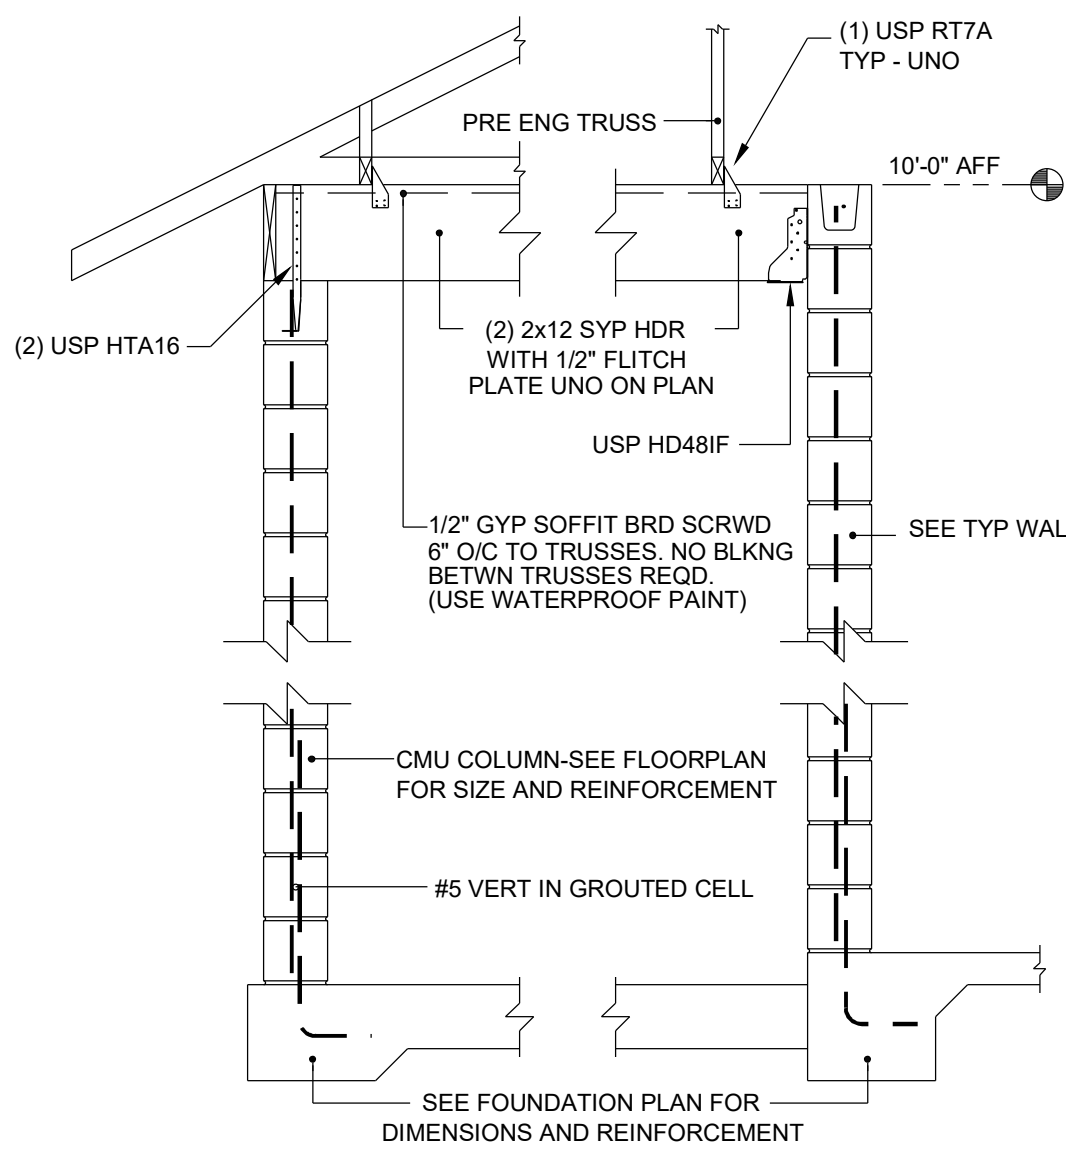 (1) USP RT7A
TYP - UNO
PRE ENG TRUSS
10'-0" AFF
(2) USP HTA16
(2) 2x12 SYP HDR
WITH 1/2" FLITCH
PLATE UNO ON PLAN
USP HD48IF
1/2" GYP SOFFIT BRD SCRWD
6" O/C TO TRUSSES. NO BLKNG
BETWN TRUSSES REQD.
(USE WATERPROOF PAINT)
SEE TYP WAL
CMU COLUMN-SEE FLOORPLAN
FOR SIZE AND REINFORCEMENT
#5 VERT IN GROUTED CELL
SEE FOUNDATION PLAN FOR
DIMENSIONS AND REINFORCEMENT